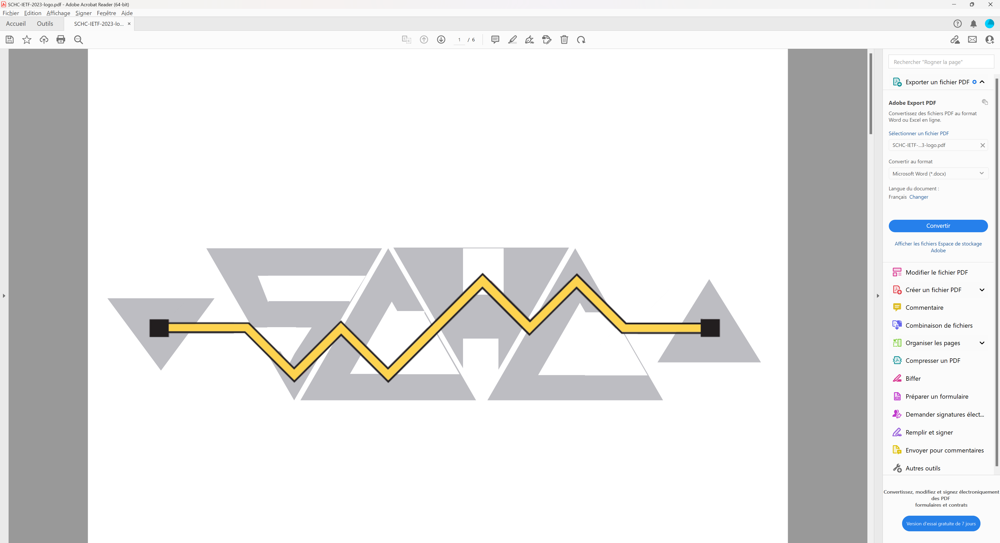 SCHC-IETF-2023-logo.pdf - Adobe Acrobat Reader (64-bit)
Fichier Edition Affichage Signer Fenêtre Aide
Accueil Outils SCHC-IETF-2023-lo... ×
1 / 6
Rechercher "Rogner la page"
Exporter un fichier PDF
Adobe Export PDF
Convertissez des fichiers PDF au format
Word ou Excel en ligne.
Sélectionner un fichier PDF
SCHC-IETF-...3-logo.pdf
Convertir au format
Microsoft Word (*.docx)
Langue du document :
Français Changer
Convertir
Afficher les fichiers Espace de stockage
Adobe
Modifier le fichier PDF
Créer un fichier PDF
Commentaire
Combinaison de fichiers
Organiser les pages
Compresser un PDF
Biffer
Préparer un formulaire
Demander signatures élect...
Remplir et signer
Envoyer pour commentaires
Autres outils
Convertissez, modifiez et signez électroniquement
des PDF
formulaires et contrats
Version d'essai gratuite de 7 jours
SCHC